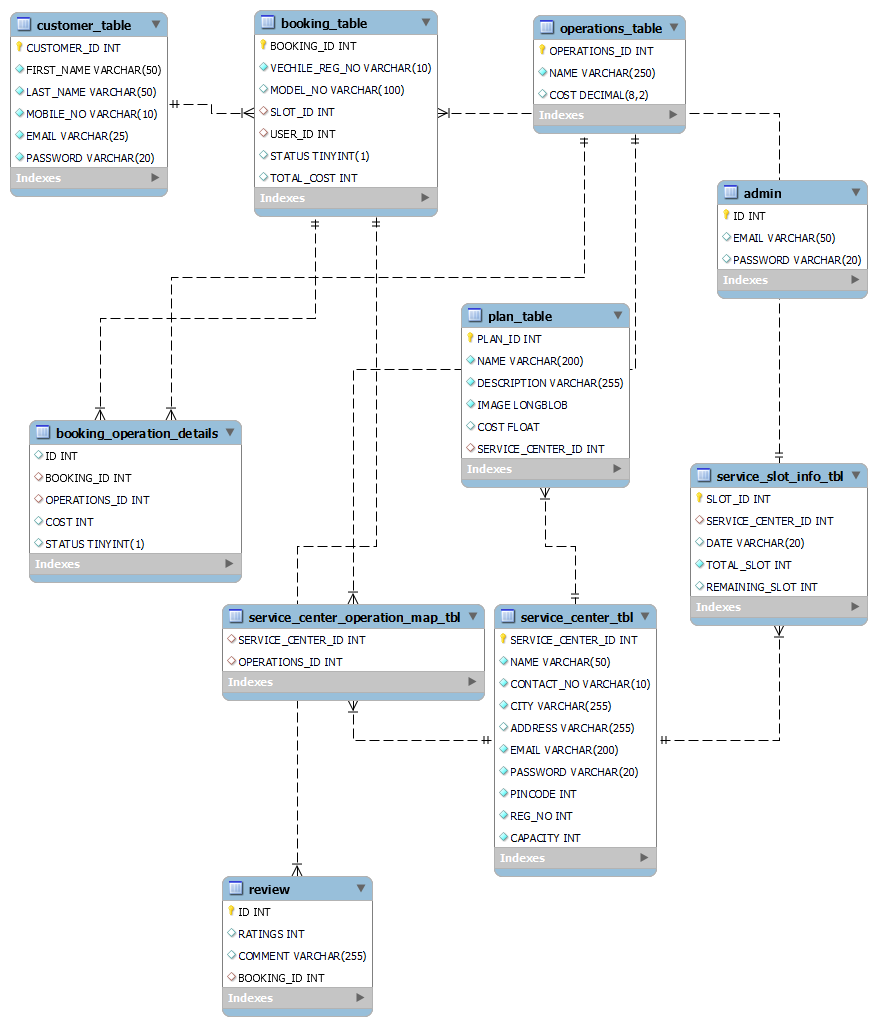 customer_table
CUSTOMER_ID INT
FIRST_NAME VARCHAR(50)
LAST_NAME VARCHAR(50)
MOBILE_NO VARCHAR(10)
EMAIL VARCHAR(25)
PASSWORD VARCHAR(20)
Indexes
booking_table
BOOKING_ID INT
VECHILE_REG_NO VARCHAR(10)
MODEL_NO VARCHAR(100)
SLOT_ID INT
USER_ID INT
STATUS TINYINT(1)
TOTAL_COST INT
Indexes
operations_table
OPERATIONS_ID INT
NAME VARCHAR(250)
COST DECIMAL(8,2)
Indexes
admin
ID INT
EMAIL VARCHAR(50)
PASSWORD VARCHAR(20)
Indexes
plan_table
PLAN_ID INT
NAME VARCHAR(200)
DESCRIPTION VARCHAR(255)
IMAGE LONGBLOB
COST FLOAT
SERVICE_CENTER_ID INT
Indexes
booking_operation_details
ID INT
BOOKING_ID INT
OPERATIONS_ID INT
COST INT
STATUS TINYINT(1)
Indexes
service_slot_info_tbl
SLOT_ID INT
SERVICE_CENTER_ID INT
DATE VARCHAR(20)
TOTAL_SLOT INT
REMAINING_SLOT INT
Indexes
service_center_operation_map_tbl
SERVICE_CENTER_ID INT
OPERATIONS_ID INT
Indexes
service_center_tbl
SERVICE_CENTER_ID INT
NAME VARCHAR(50)
CONTACT_NO VARCHAR(10)
CITY VARCHAR(255)
ADDRESS VARCHAR(255)
EMAIL VARCHAR(200)
PASSWORD VARCHAR(20)
PINCODE INT
REG_NO INT
CAPACITY INT
Indexes
review
ID INT
RATINGS INT
COMMENT VARCHAR(255)
BOOKING_ID INT
Indexes